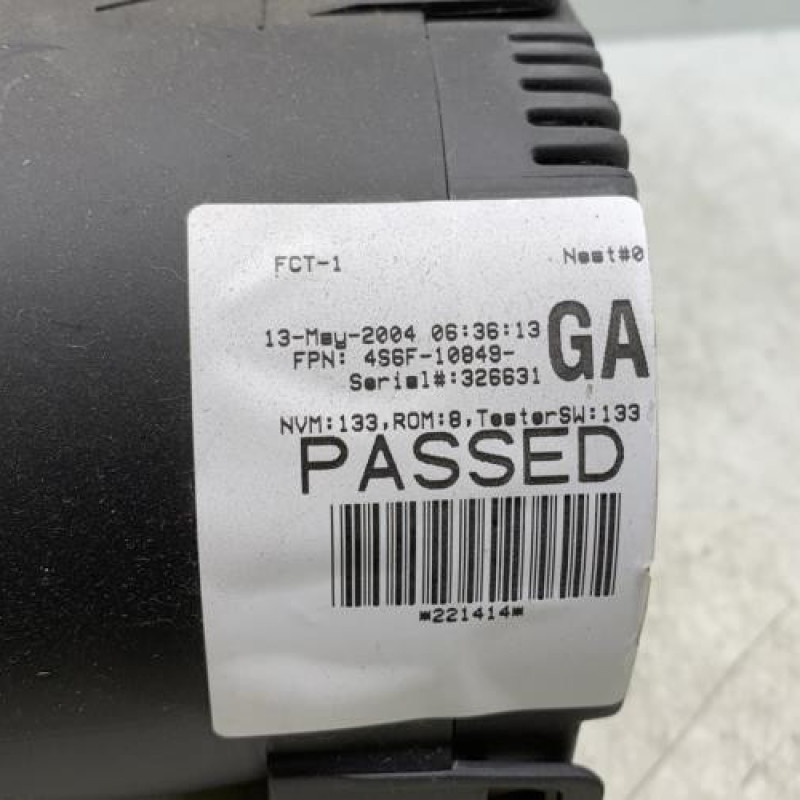 FCT-1 Nest#0
13-May-2004 06:36:13
FPN: 4S6F-10849- GA
Serial#:326631
NVM:133,ROM:8,TesterSW:133
PASSED
*221414*